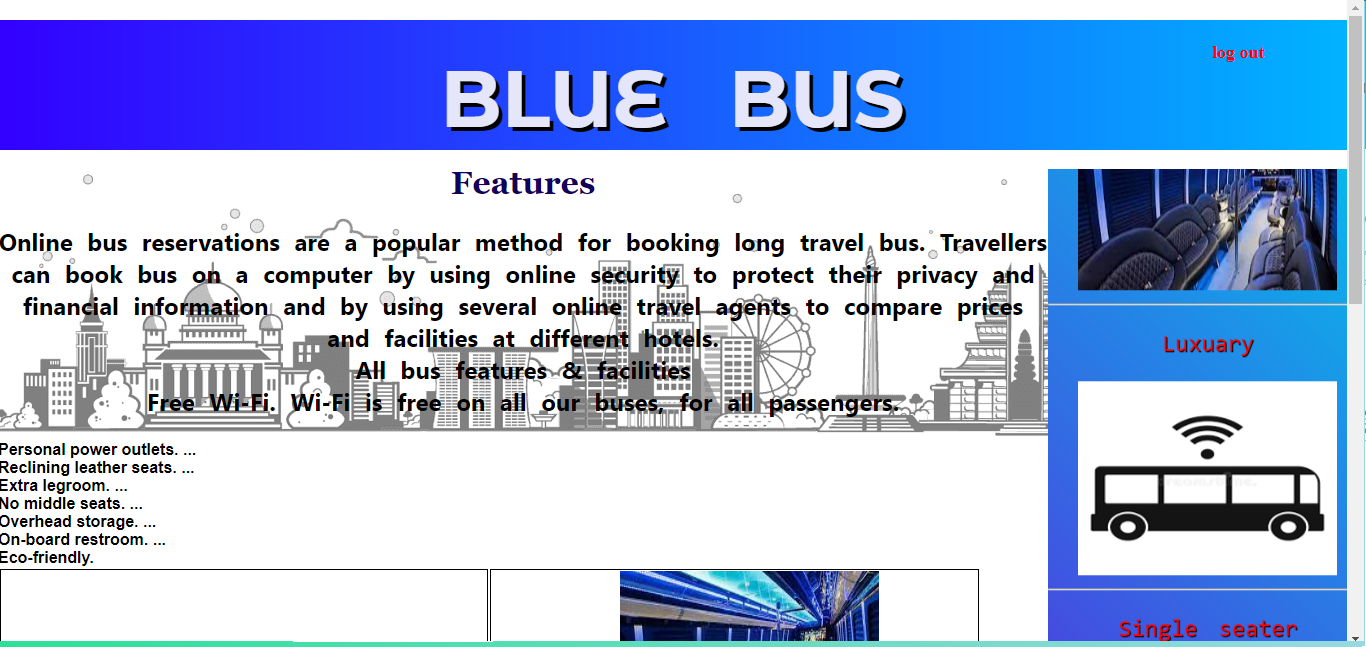 log out
BLUE BUS
Features
Online bus reservations are a popular method for booking long travel bus. Travellers
can book bus on a computer by using online security to protect their privacy and
financial information and by using several online travel agents to compare prices
and facilities at different hotels.
All bus features & facilities
Free Wi-Fi. Wi-Fi is free on all our buses, for all passengers.
Personal power outlets. ...
Reclining leather seats. ...
Extra legroom. ...
No middle seats. ...
Overhead storage. ...
On-board restroom. ...
Eco-friendly.
Luxuary
dreamstime.
Single seater